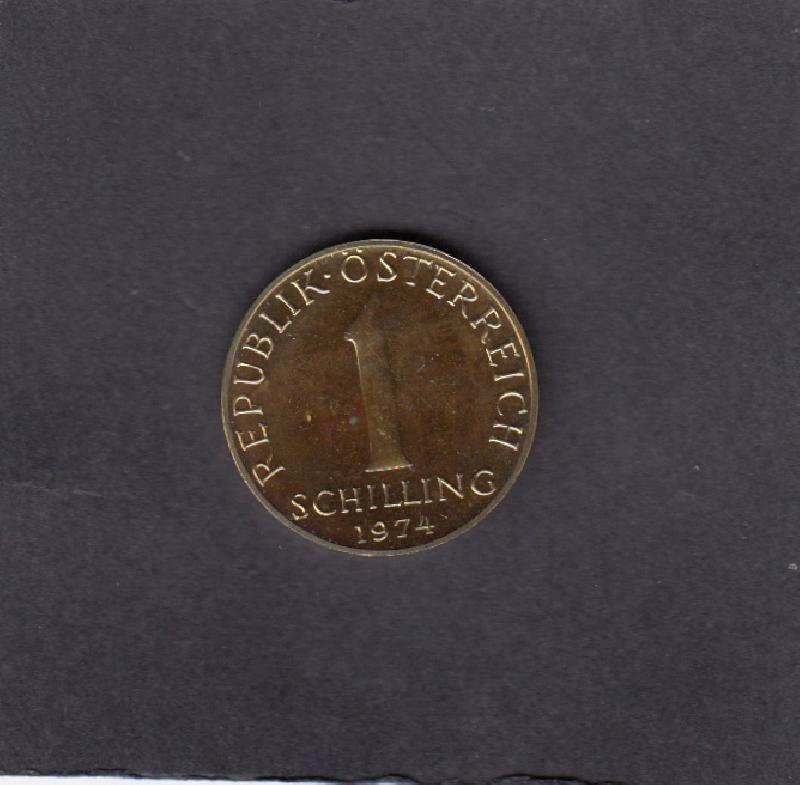 REPUBLIK · ÖSTERREICH
1
SCHILLING
1974